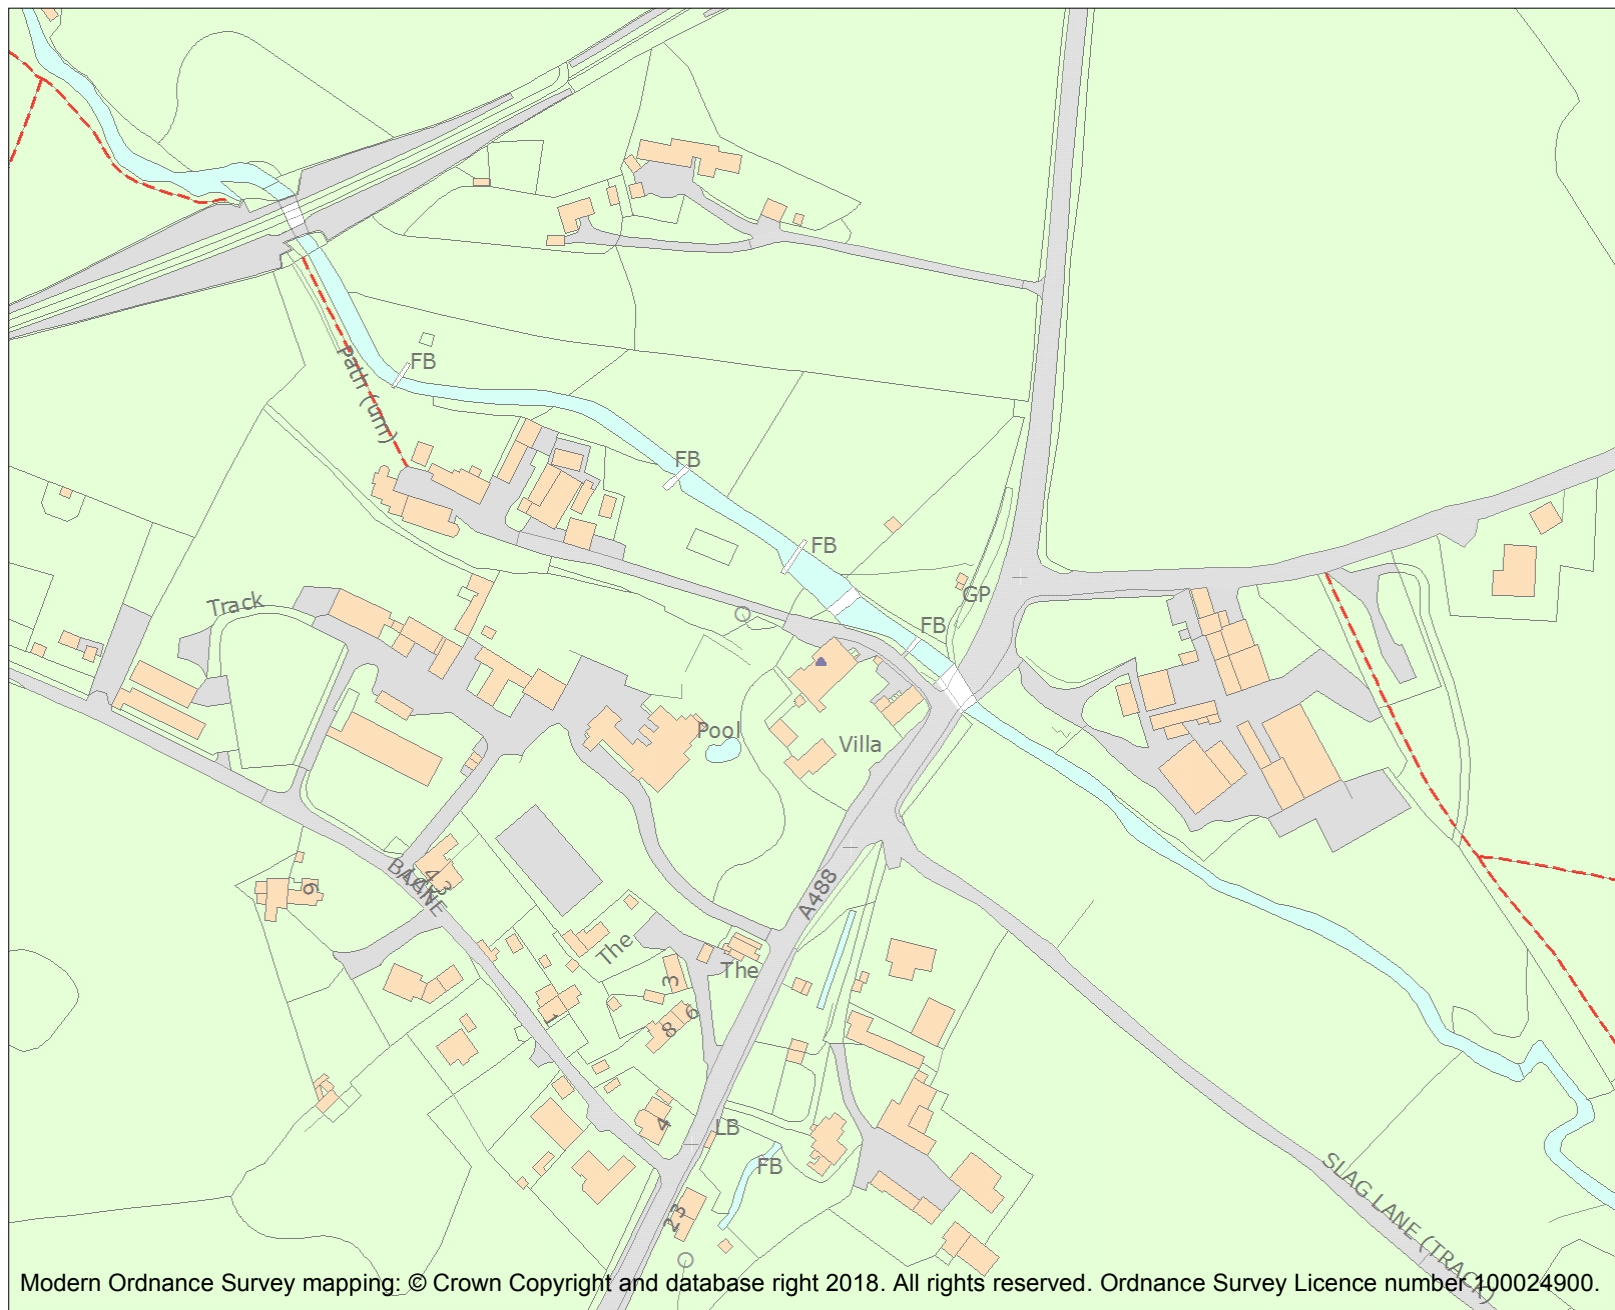 FB
Path (um)
FB
FB
GP
Track
FB
Pool
Villa
A488
LANE
43
9
The
The
3
8
6
1
4
LB
FB
23
SLAG LANE (TRACK)
Modern Ordnance Survey mapping: © Crown Copyright and database right 2018. All rights reserved. Ordnance Survey Licence number 100024900.